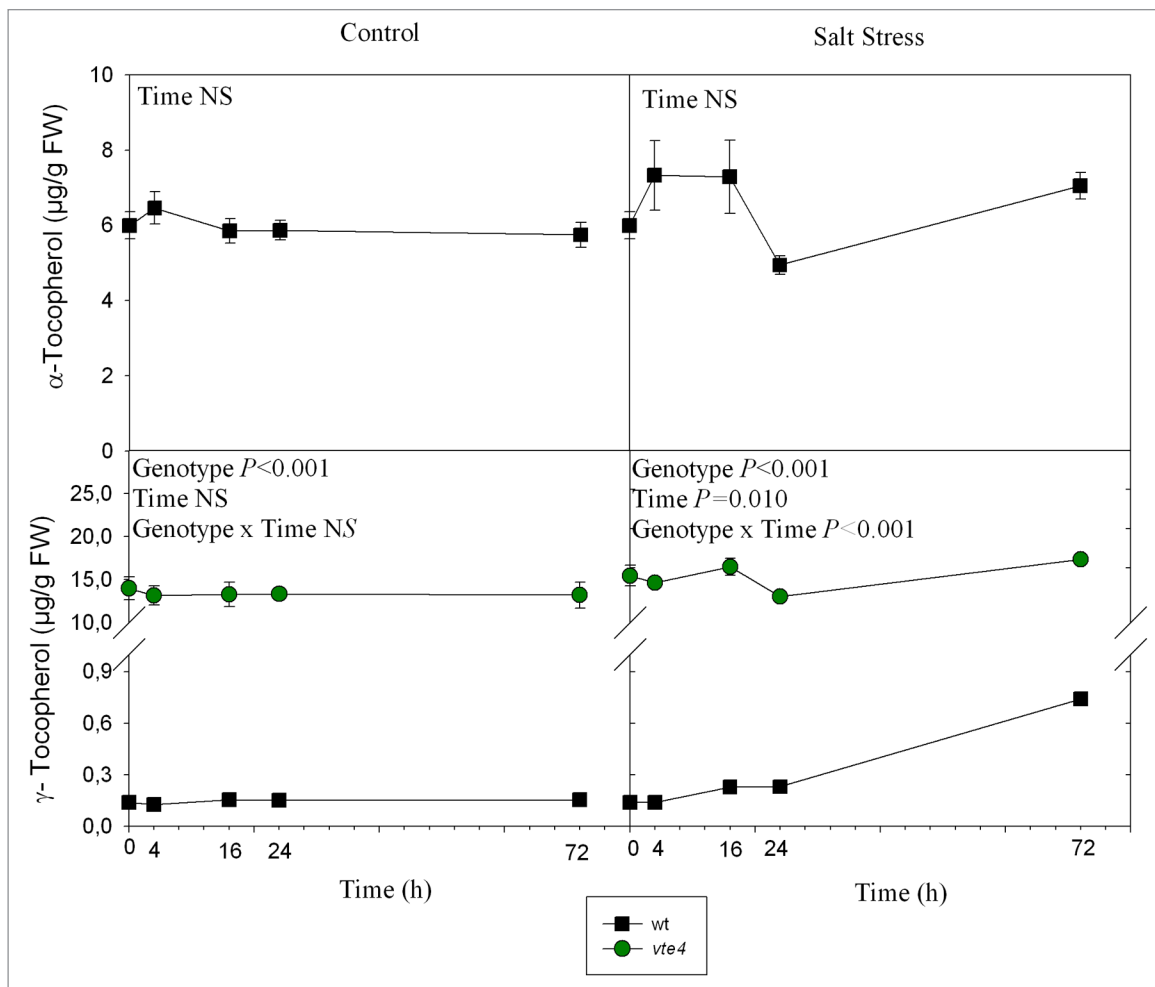 Control
Salt Stress
α-Tocopherol (µg/g FW)
10
8
6
4
2
0
Time NS
Time NS
γ- Tocopherol (µg/g FW)
25,0
20,0
15,0
10,0
0,9
0,6
0,3
0,0
Genotype P<0.001
Time NS
Genotype x Time NS
Genotype P<0.001
Time P=0.010
Genotype x Time P<0.001
0 4 16 24 72
0 4 16 24 72
Time (h)
Time (h)
wt
vte4